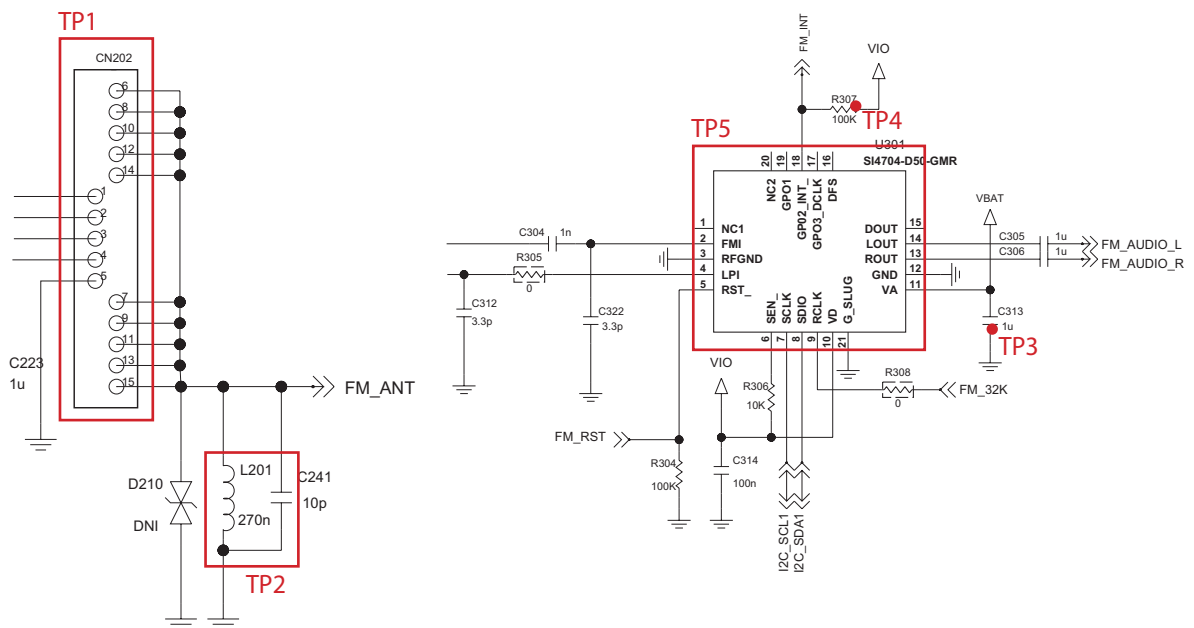 TP1
CN202
6
8
10
12
14
1
2
3
4
5
7
9
11
13
15
C223
1u
FM_ANT
D210
DNI
L201
270n
C241
10p
TP2
FM_INT
VIO
R307
100K
TP4
TP5
U301
SI4704-D50-GMR
20
19
18
17
16
NC2
GPO1
GP02_INT_
GPO3_DCLK
DFS
1 NC1
2 FMI
3 RFGND
4 LPI
5 RST_
DOUT 15
LOUT 14
ROUT 13
GND 12
VA 11
SEN_
SCLK
SDIO
RCLK
VD
G_SLUG
6
7
8
9
10
21
C304 1n
R305
0
C312
3.3p
C322
3.3p
VBAT
C305 1u FM_AUDIO_L
C306 1u FM_AUDIO_R
C313
1u
TP3
VIO
R306
10K
R308
0
FM_32K
FM_RST
R304
100K
C314
100n
I2C_SCL1
I2C_SDA1